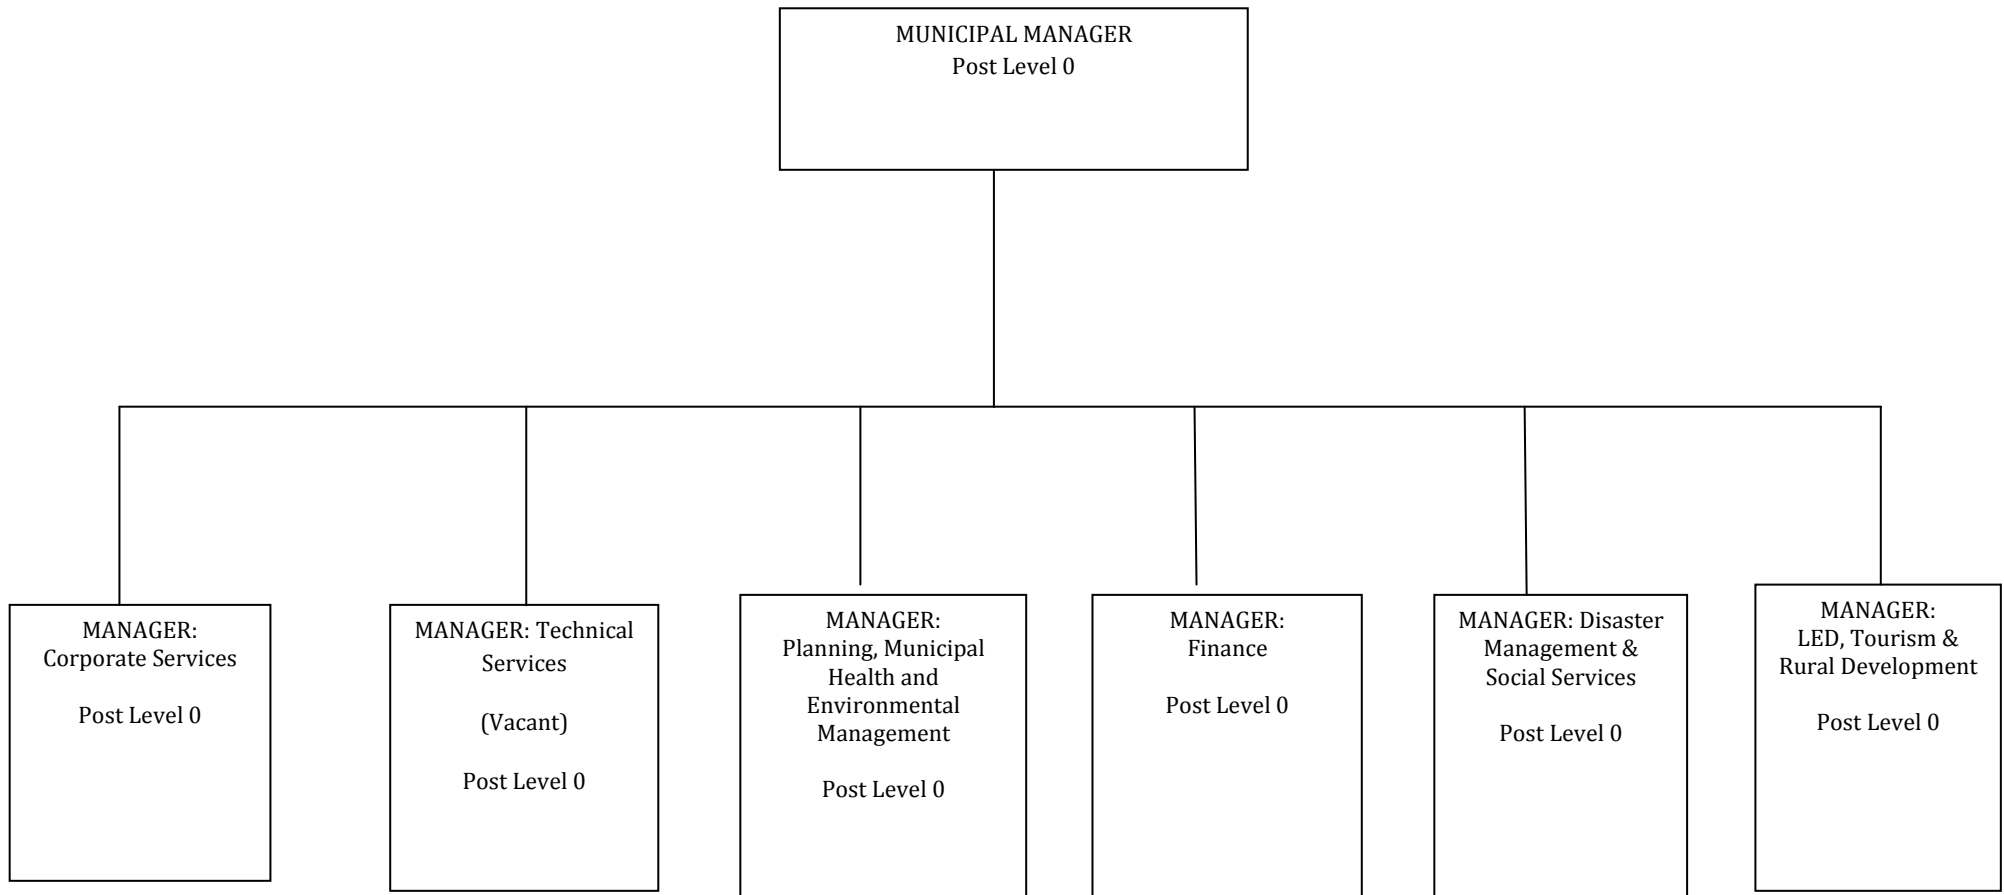 MUNICIPAL MANAGER
Post Level 0
MANAGER:
Corporate Services
Post Level 0
MANAGER: Technical
Services
(Vacant)
Post Level 0
MANAGER:
Planning, Municipal
Health and
Environmental
Management
Post Level 0
MANAGER:
Finance
Post Level 0
MANAGER: Disaster
Management &
Social Services
Post Level 0
MANAGER:
LED, Tourism &
Rural Development
Post Level 0